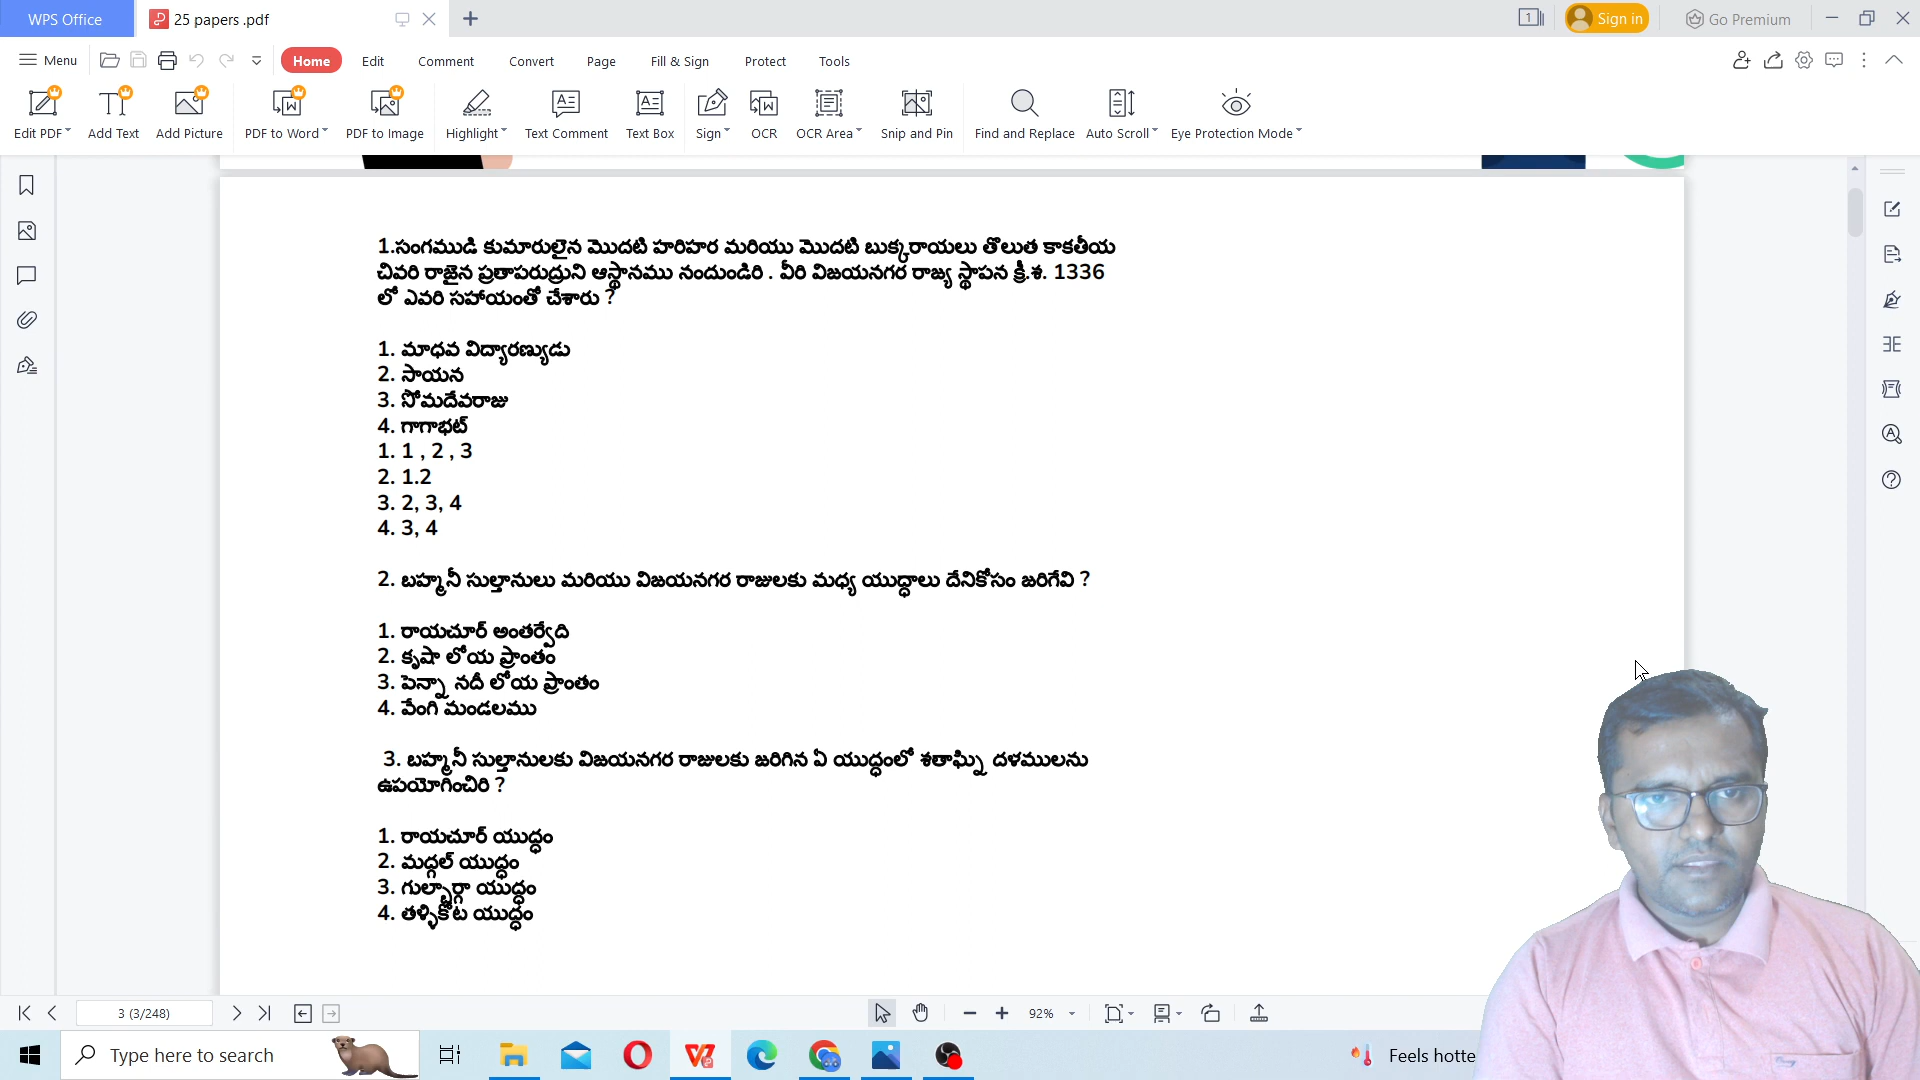 WPS Office
25 papers .pdf
1
Sign in
Go Premium
Menu
Home
Edit
Comment
Convert
Page
Fill & Sign
Protect
Tools
Edit PDF
Add Text
Add Picture
PDF to Word
PDF to Image
Highlight
Text Comment
Text Box
Sign
OCR
OCR Area
Snip and Pin
Find and Replace
Auto Scroll
Eye Protection Mode
1.సంగముడి కుమారులైన మొదటి హరిహర మరియు మొదటి బుక్కరాయలు తొలుత కాకతీయ
చివరి రాజైన ప్రతాపరుద్రుని ఆస్థానము నందుండిరి . వీరి విజయనగర రాజ్య స్థాపన క్రీ.శ. 1336
లో ఎవరి సహాయంతో చేశారు ?
1. మాధవ విద్యారణ్యుడు
2. సాయన
3. సోమదేవరాజు
4. గాగాభట్
1. 1 , 2 , 3
2. 1.2
3. 2, 3, 4
4. 3, 4
2. బహ్మనీ సుల్తానులు మరియు విజయనగర రాజులకు మధ్య యుద్ధాలు దేనికోసం జరిగేవి ?
1. రాయచూర్ అంతర్వేది
2. కృషా లోయ ప్రాంతం
3. పెన్నా నదీ లోయ ప్రాంతం
4. వేంగి మండలము
3. బహ్మనీ సుల్తానులకు విజయనగర రాజులకు జరిగిన ఏ యుద్ధంలో శతాఘ్ని దళములను
ఉపయోగించిరి ?
1. రాయచూర్ యుద్ధం
2. మద్గల్ యుద్ధం
3. గుల్బార్గా యుద్ధం
4. తళ్ళికోట యుద్ధం
3 (3/248)
92%
Type here to search
Feels hotte